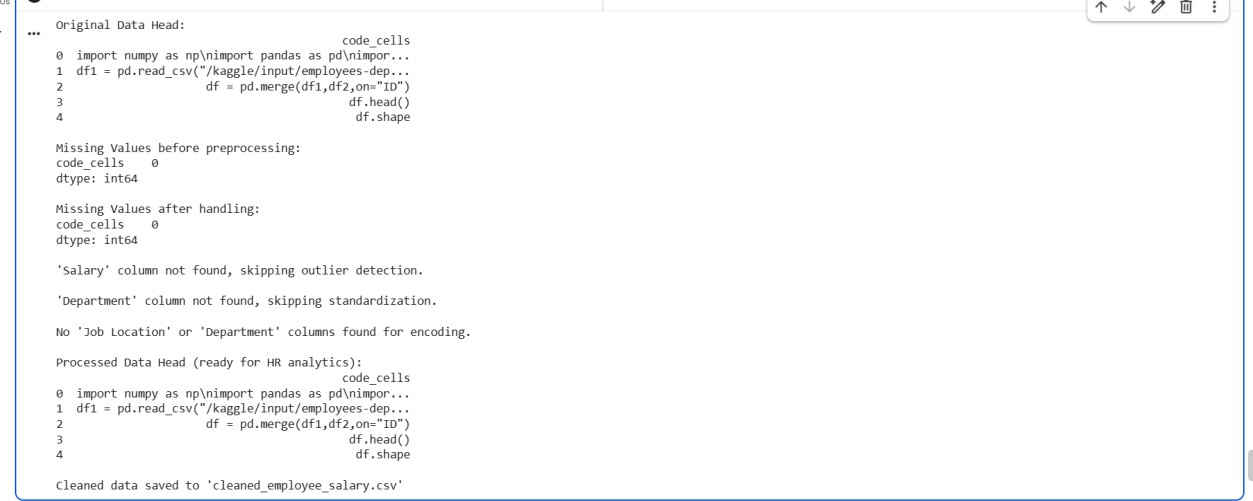 Original Data Head:
code_cells
0 import numpy as np\nimport pandas as pd\nimpor...
1 df1 = pd.read_csv("/kaggle/input/employees-dep...
2 df = pd.merge(df1,df2,on="ID")
3 df.head()
4 df.shape
Missing Values before preprocessing:
code_cells 0
dtype: int64
Missing Values after handling:
code_cells 0
dtype: int64
'Salary' column not found, skipping outlier detection.
'Department' column not found, skipping standardization.
No 'Job Location' or 'Department' columns found for encoding.
Processed Data Head (ready for HR analytics):
code_cells
0 import numpy as np\nimport pandas as pd\nimpor...
1 df1 = pd.read_csv("/kaggle/input/employees-dep...
2 df = pd.merge(df1,df2,on="ID")
3 df.head()
4 df.shape
Cleaned data saved to 'cleaned_employee_salary.csv'